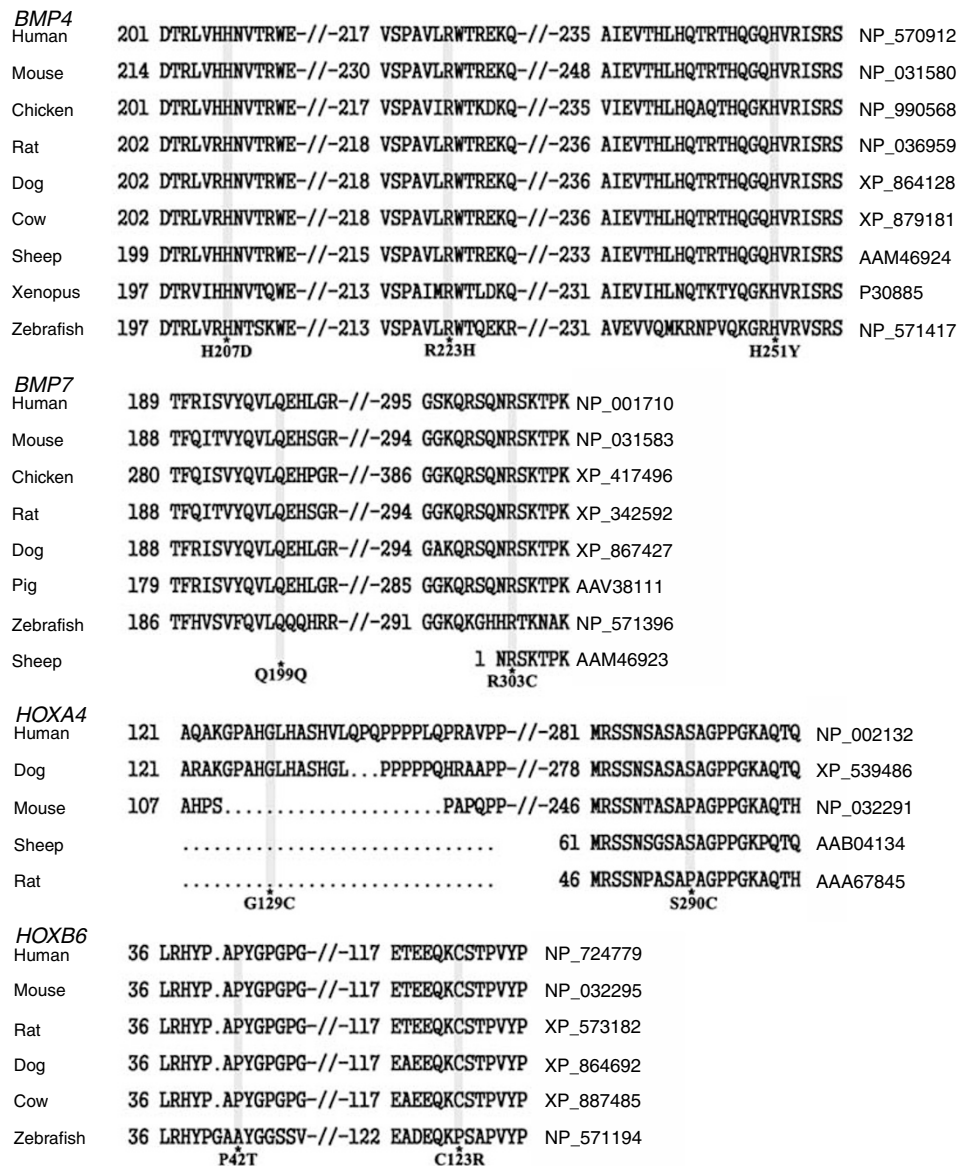 BMP4
Human 201 DTRLVHHNVTRWE-//-217 VSPAVLRWTREKQ-//-235 AIEVTHLHQTRTHQGQHVRISRS NP_570912
Mouse 214 DTRLVHHNVTRWE-//-230 VSPAVLRWTREKQ-//-248 AIEVTHLHQTRTHQGQHVRISRS NP_031580
Chicken 201 DTRLVHHNVTRWE-//-217 VSPAVIRWTKDKQ-//-235 VIEVTHLHQAQTHQGKHVRISRS NP_990568
Rat 202 DTRLVRHNVTRWE-//-218 VSPAVLRWTREKQ-//-236 AIEVTHLHQTRTHQGQHVRISRS NP_036959
Dog 202 DTRLVRHNVTRWE-//-218 VSPAVLRWTREKQ-//-236 AIEVTHLHQTRTHQGQHVRISRS XP_864128
Cow 202 DTRLVRHNVTRWE-//-218 VSPAVLRWTREKQ-//-236 AIEVTHLHQTRTHQGQHVRISRS XP_879181
Sheep 199 DTRLVHHNVTRWE-//-215 VSPAVLRWTREKQ-//-233 AIEVTHLHQTRTHQGQHVRISRS AAM46924
Xenopus 197 DTRVIHHNVTQWE-//-213 VSPAIMRWTLDKQ-//-231 AIEVIHLNQTKTYQGKHVRISRS P30885
Zebrafish 197 DTRLVRHNTSKWE-//-213 VSPAVLRWTQEKR-//-231 AVEVVQMKRNPVQKGRHVRVSRS NP_571417
* * *
H207D R223H H251Y
BMP7
Human 189 TFRISVYQVLQEHLGR-//-295 GSKQRSQNRSKTPK NP_001710
Mouse 188 TFQITVYQVLQEHSGR-//-294 GGKQRSQNRSKTPK NP_031583
Chicken 280 TFQISVYQVLQEHPGR-//-386 GGKQRSQNRSKTPK XP_417496
Rat 188 TFQITVYQVLQEHSGR-//-294 GGKQRSQNRSKTPK XP_342592
Dog 188 TFRISVYQVLQEHLGR-//-294 GAKQRSQNRSKTPK XP_867427
Pig 179 TFRISVYQVLQEHLGR-//-285 GGKQRSQNRSKTPK AAV38111
Zebrafish 186 TFHVSVFQVLQQQHRR-//-291 GGKQKGHHRTKNAK NP_571396
Sheep 1 NRSKTPK AAM46923
* *
Q199Q R303C
HOXA4
Human 121 AQAKGPAHGLHASHVLQPQPPPPLQPRAVPP-//-281 MRSSNSASASAGPPGKAQTQ NP_002132
Dog 121 ARAKGPAHGLHASHGL...PPPPPQHRAAPP-//-278 MRSSNSASASAGPPGKAQTQ XP_539486
Mouse 107 AHPS.....................PAPQPP-//-246 MRSSNTASAPAGPPGKAQTH NP_032291
Sheep ............................... 61 MRSSNSGSASAGPPGKPQTQ AAB04134
Rat ............................... 46 MRSSNPASAPAGPPGKAQTH AAA67845
* *
G129C S290C
HOXB6
Human 36 LRHYP.APYGPGPG-//-117 ETEEQKCSTPVYP NP_724779
Mouse 36 LRHYP.APYGPGPG-//-117 ETEEQKCSTPVYP NP_032295
Rat 36 LRHYP.APYGPGPG-//-117 ETEEQKCSTPVYP XP_573182
Dog 36 LRHYP.APYGPGPG-//-117 EAEEQKCSTPVYP XP_864692
Cow 36 LRHYP.APYGPGPG-//-117 EAEEQKCSTPVYP XP_887485
Zebrafish 36 LRHYPGAAYGGSSV-//-122 EADEQKPSAPVYP NP_571194
* *
P42T C123R